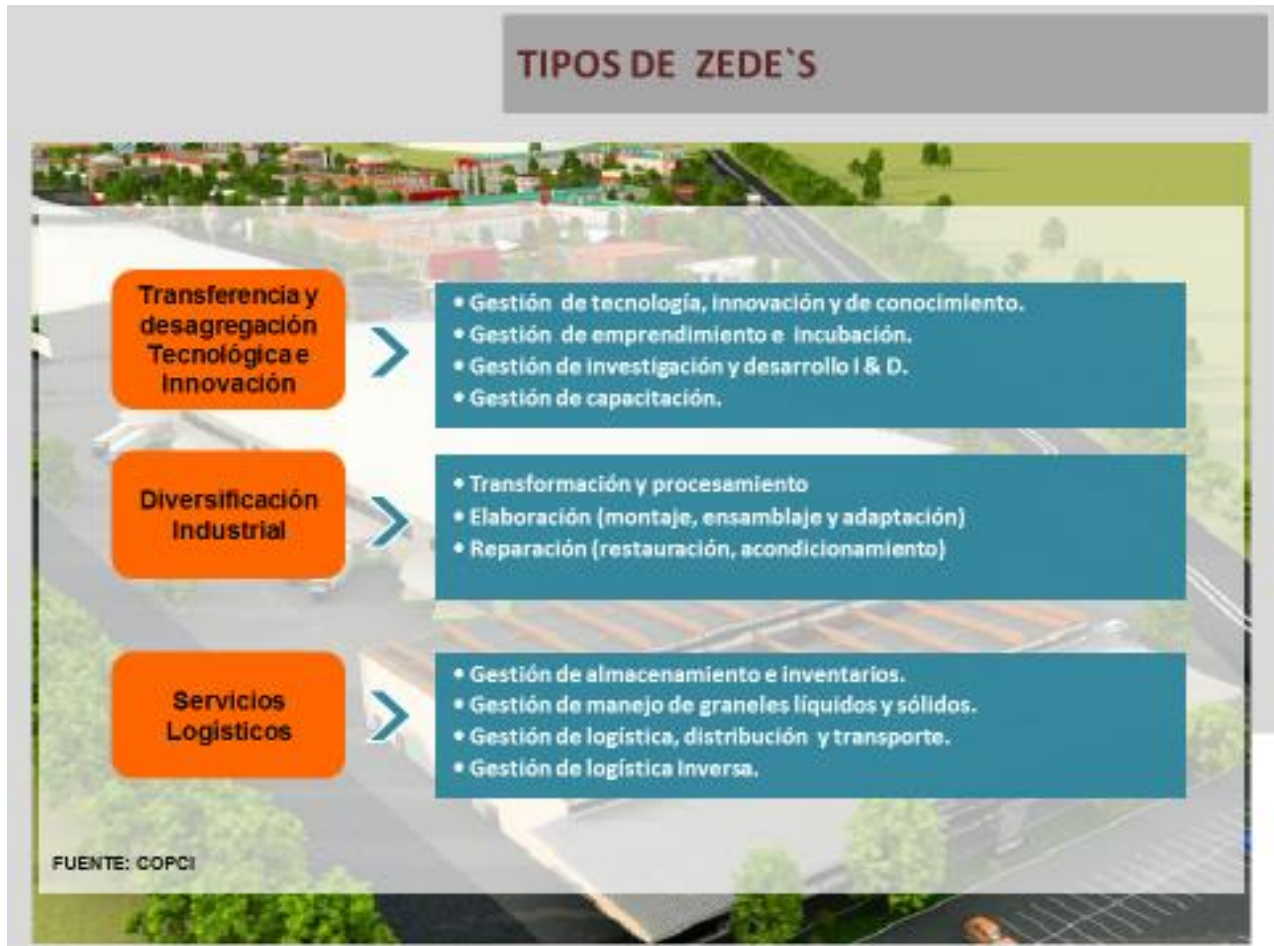 TIPOS DE ZEDE`S
Transferencia y
desagregación
Tecnológica e
Innovación
• Gestión de tecnología, innovación y de conocimiento.
• Gestión de emprendimiento e incubación.
• Gestión de investigación y desarrollo I & D.
• Gestión de capacitación.
Diversificación
Industrial
• Transformación y procesamiento
• Elaboración (montaje, ensamblaje y adaptación)
• Reparación (restauración, acondicionamiento)
Servicios
Logísticos
• Gestión de almacenamiento e inventarios.
• Gestión de manejo de graneles líquidos y sólidos.
• Gestión de logística, distribución y transporte.
• Gestión de logística Inversa.
FUENTE: COPCI